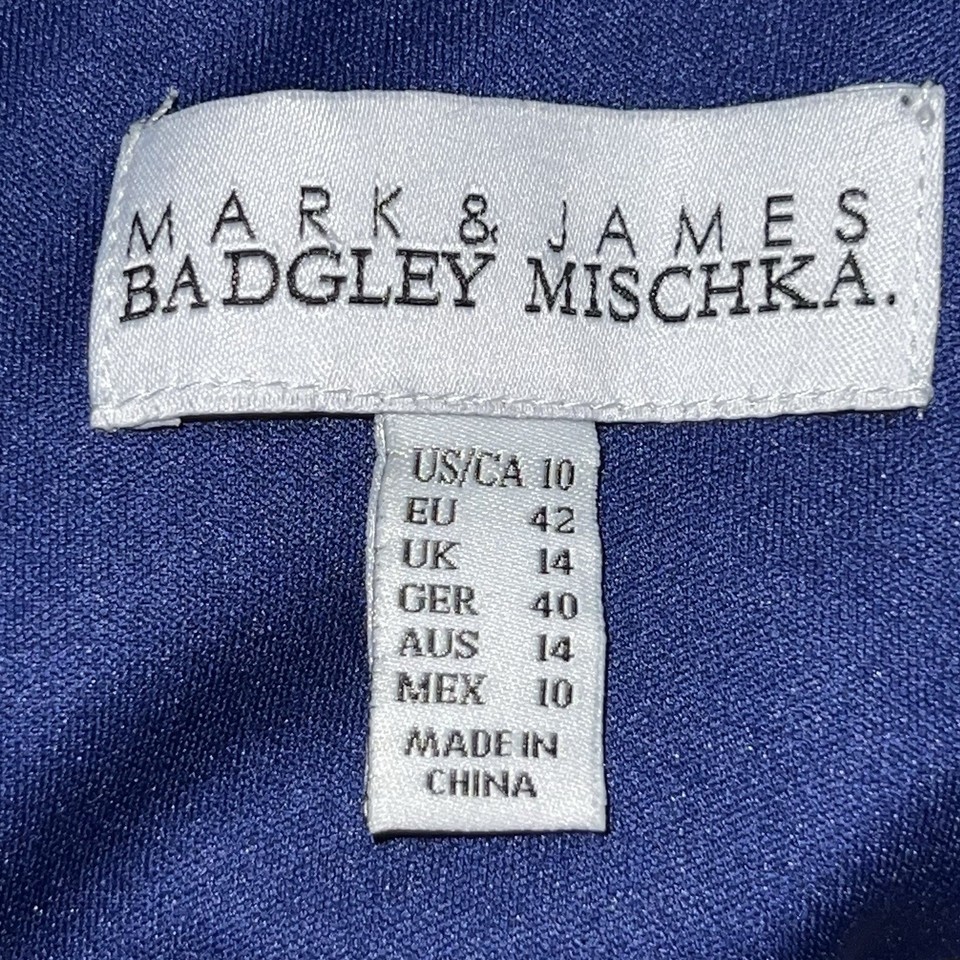 MARK & JAMES
BADGLEY MISCHKA.
US/CA 10
EU 42
UK 14
GER 40
AUS 14
MEX 10
MADE IN
CHINA